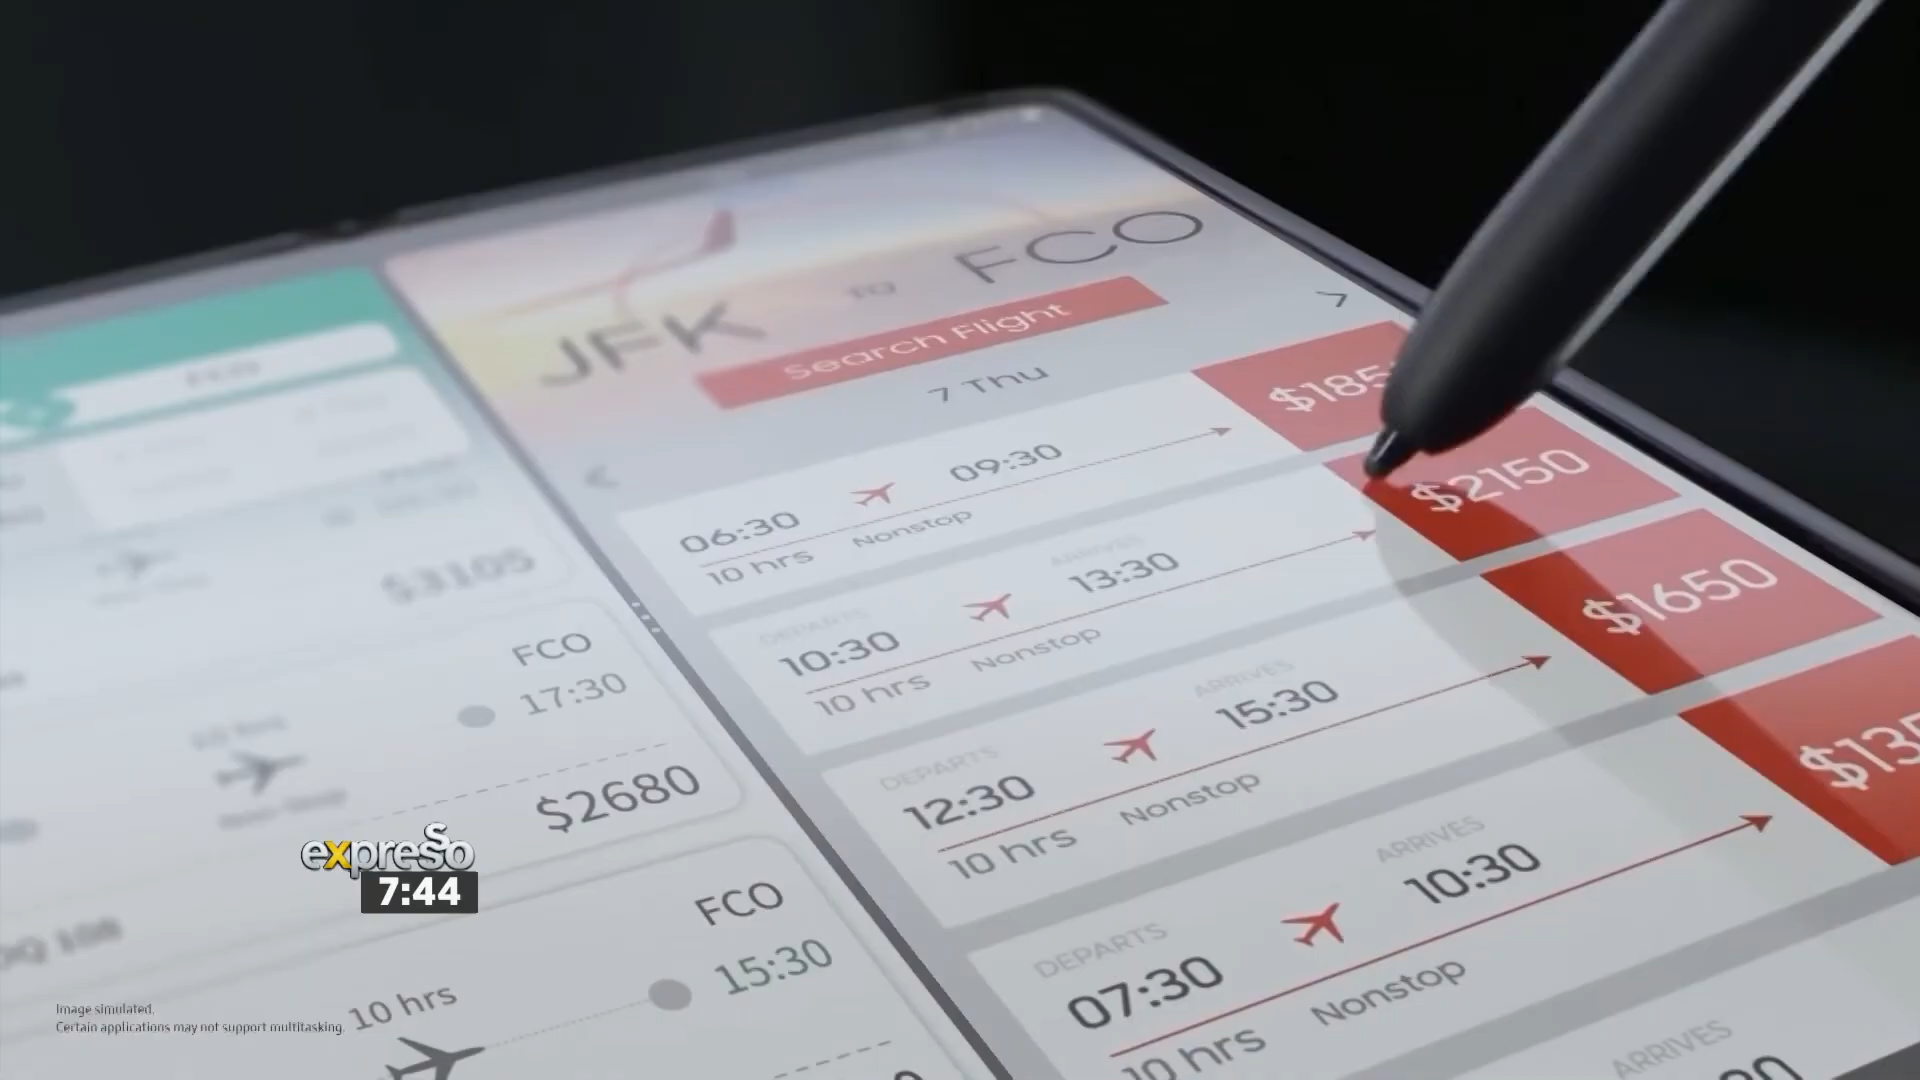 JFK TO FCO
Search Flight
7 Thu
06:30 09:30
10 hrs Nonstop
$185
DEPARTS ARRIVES
10:30 13:30
10 hrs Nonstop
$2150
DEPARTS ARRIVES
12:30 15:30
10 hrs Nonstop
$1650
DEPARTS ARRIVES
07:30 10:30
10 hrs Nonstop
$135
ARRIVES
FCO
$3105
FCO
17:30
$2680
FCO
10 hrs 15:30
expresso
7:44
Image simulated.
Certain applications may not support multitasking.